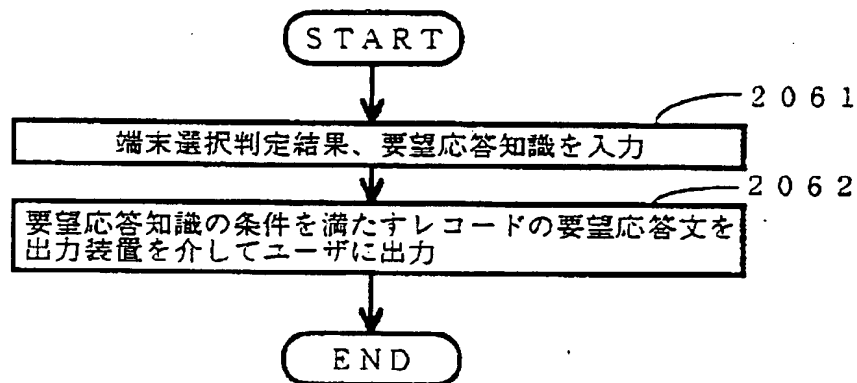 START
2061
端末選択判定結果、要望応答知識を入力
2062
要望応答知識の条件を満たすレコードの要望応答文を
出力装置を介してユーザに出力
END